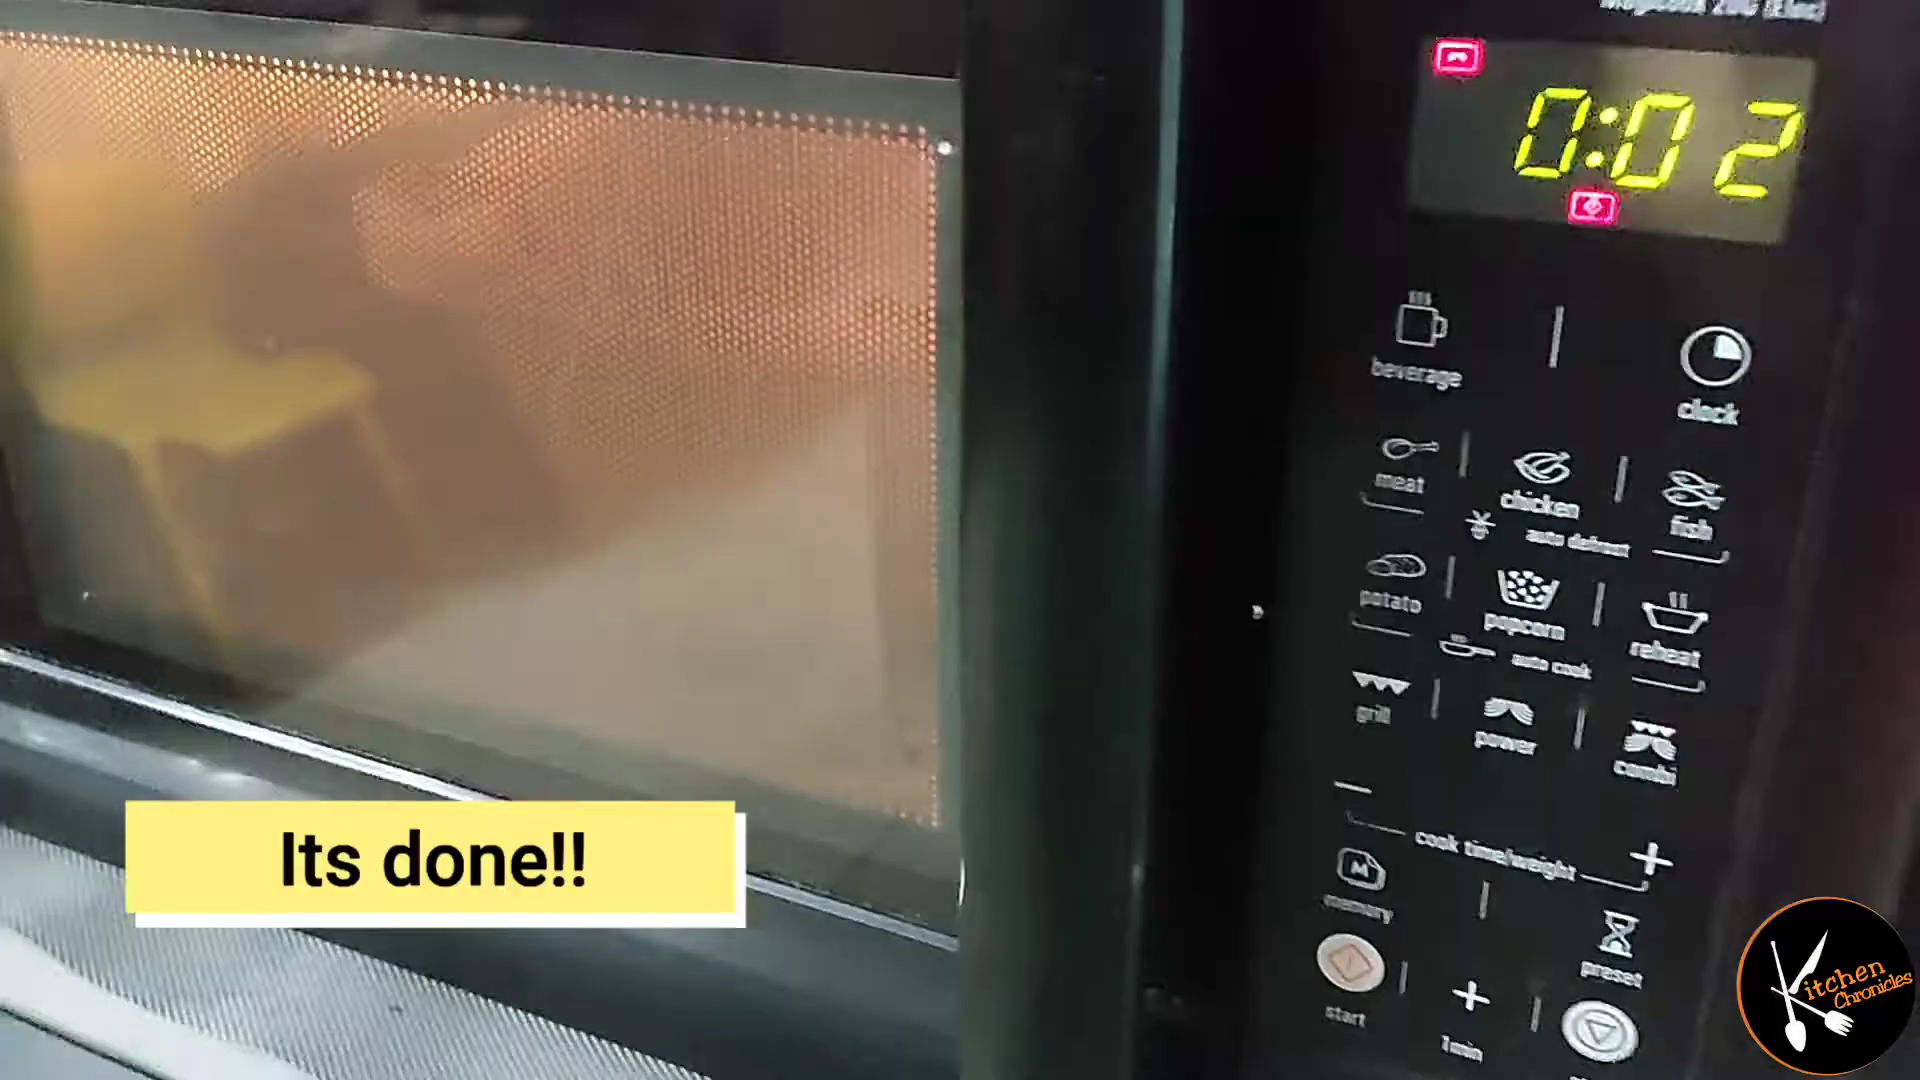 0:02
beverage
clock
meat
chicken
fish
auto defrost
potato
popcorn
reheat
auto cook
grill
power
combi
cook time/weight
memory
preset
start
1min
Its done!!
Kitchen
Chronicles